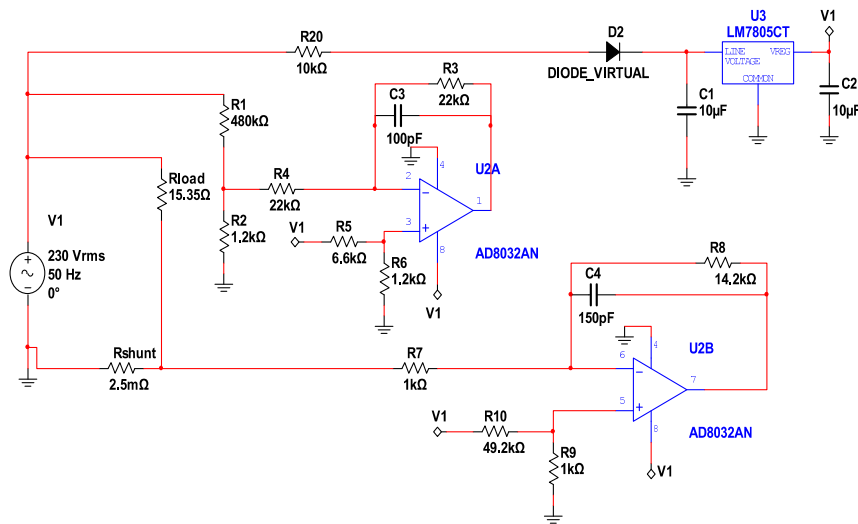 U3
LM7805CT
V1
D2
R20
10kΩ
DIODE_VIRTUAL
LINE VREG
VOLTAGE
COMMON
C1
10µF
C2
10µF
R3
22kΩ
C3
100pF
R1
480kΩ
U2A
4
R4
22kΩ
2
1
3
8
Rload
15.35Ω
V1
230 Vrms
50 Hz
0°
R2
1.2kΩ
V1
R5
6.6kΩ
R6
1.2kΩ
AD8032AN
V1
R8
14.2kΩ
C4
150pF
U2B
4
Rshunt
2.5mΩ
R7
1kΩ
6
7
5
8
V1
R10
49.2kΩ
AD8032AN
R9
1kΩ
V1